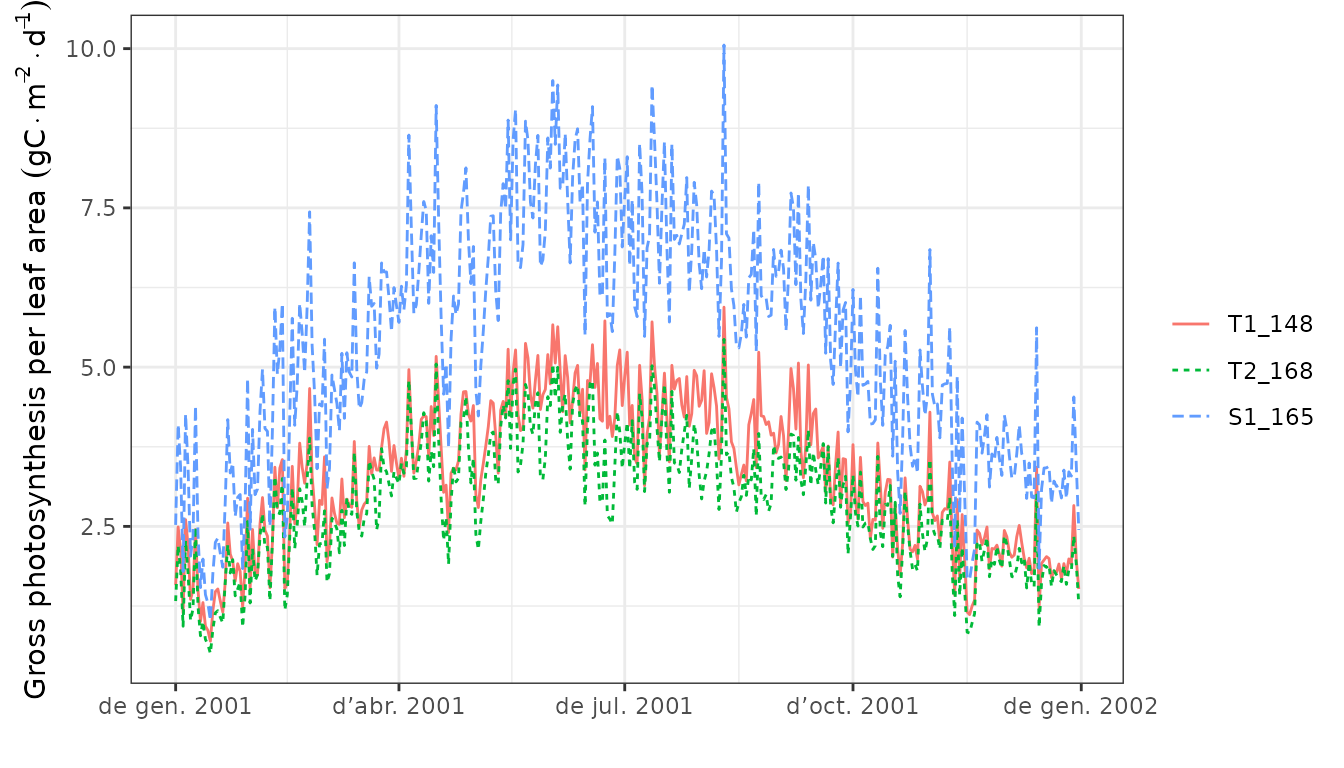 Gross photosynthesis per leaf area (gC · m⁻² · d⁻¹)
10.0
7.5
5.0
2.5
de gen. 2001
d’abr. 2001
de jul. 2001
d’oct. 2001
de gen. 2002
T1_148
T2_168
S1_165